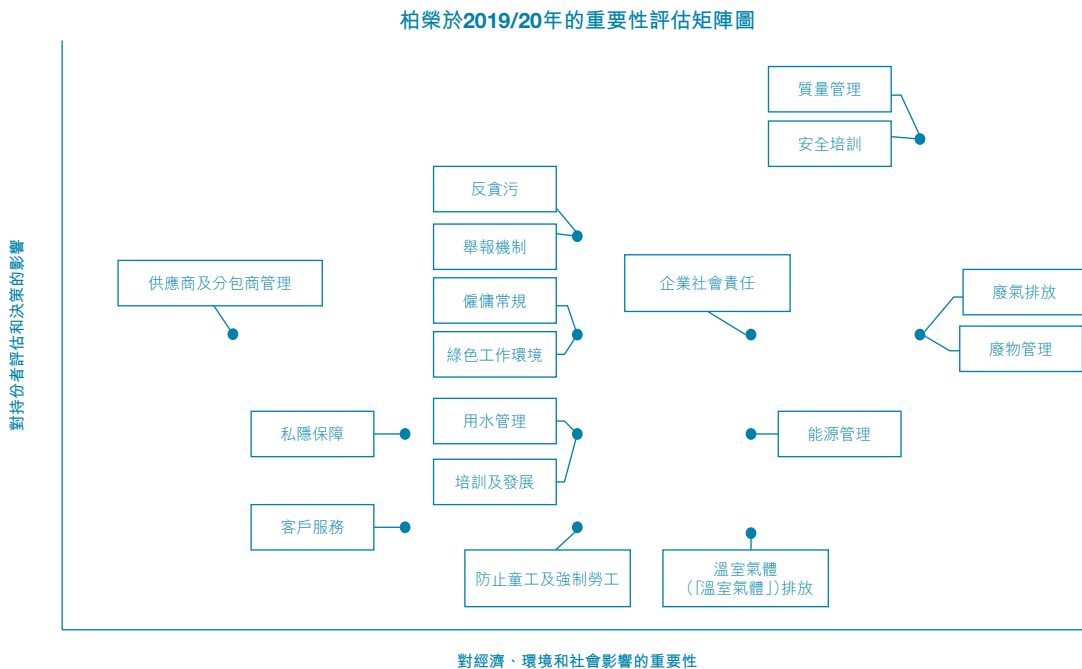 柏榮於2019/20年的重要性評估矩陣圖
質量管理
安全培訓
反貪污
舉報機制
供應商及分包商管理
僱傭常規
企業社會責任
廢氣排放
綠色工作環境
廢物管理
私隱保障
用水管理
能源管理
培訓及發展
客戶服務
防止童工及強制勞工
溫室氣體
(「溫室氣體」)排放
對持份者評估和決策的影響
對經濟、環境和社會影響的重要性